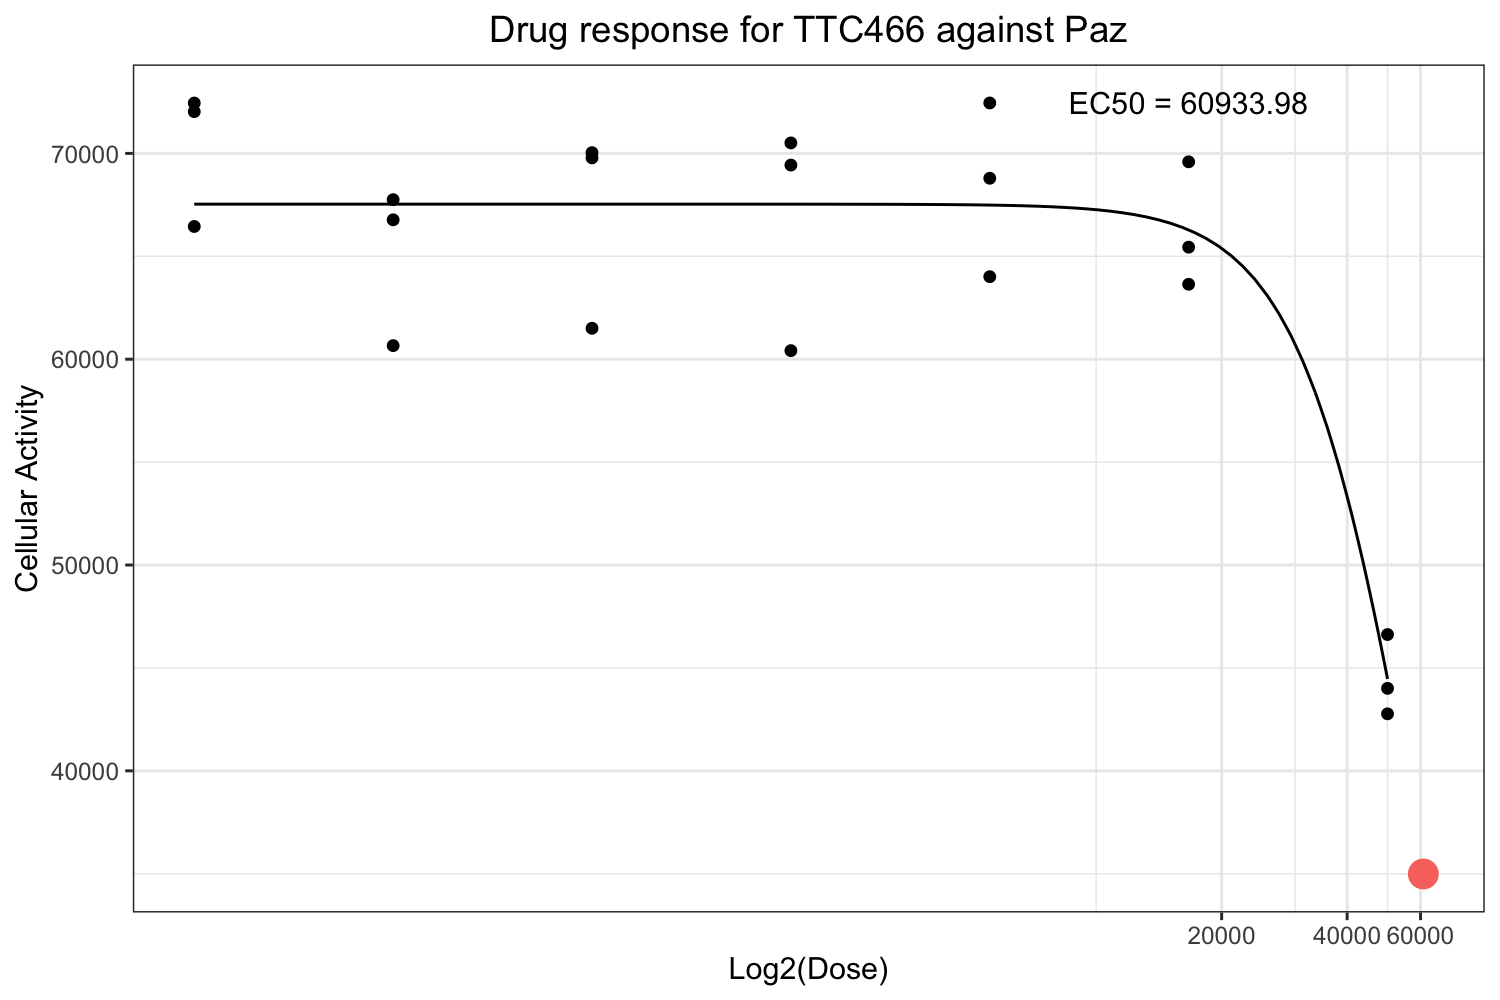 Drug response for TTC466 against Paz
EC50 = 60933.98
70000
60000
50000
40000
Cellular Activity
20000
40000
60000
Log2(Dose)